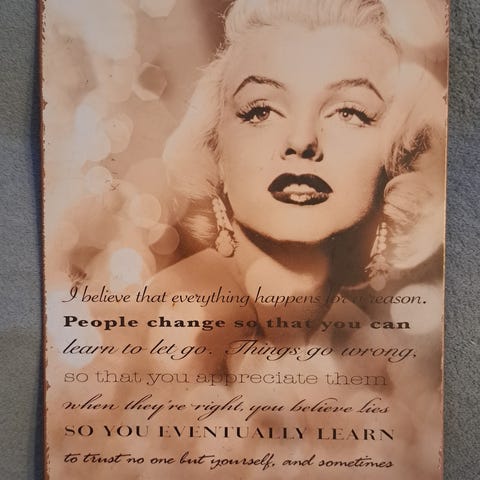 I believe that everything happens for a reason.
People change so that you can
learn to let go. Things go wrong,
so that you appreciate them
when they're right, you believe lies
SO YOU EVENTUALLY LEARN
to trust no one but yourself, and sometimes